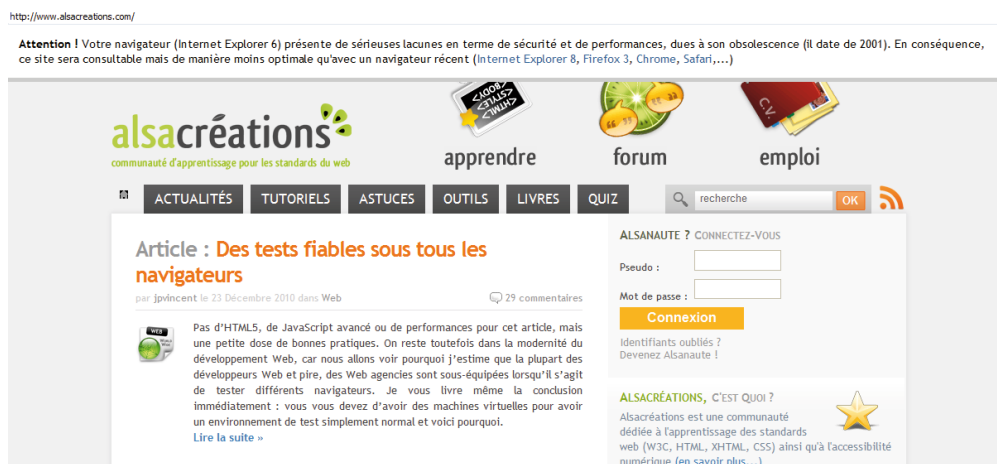 http://www.alsacreations.com/
Attention ! Votre navigateur (Internet Explorer 6) présente de sérieuses lacunes en terme de sécurité et de performances, dues à son obsolescence (il date de 2001). En conséquence,
ce site sera consultable mais de manière moins optimale qu'avec un navigateur récent (Internet Explorer 8, Firefox 3, Chrome, Safari,...)
alsacréations
communauté d'apprentissage pour les standards du web
<BODY>
<STYLE>
<HTML>
apprendre
forum
CV.
emploi
ACTUALITÉS
TUTORIELS
ASTUCES
OUTILS
LIVRES
QUIZ
recherche
OK
Article : Des tests fiables sous tous les
navigateurs
par jpvincent le 23 Décembre 2010 dans Web
29 commentaires
WEB
Pas d'HTML5, de JavaScript avancé ou de performances pour cet article, mais
une petite dose de bonnes pratiques. On reste toutefois dans la modernité du
développement Web, car nous allons voir pourquoi j'estime que la plupart des
développeurs Web et pire, des Web agencies sont sous-équipées lorsqu'il s'agit
de tester différents navigateurs. Je vous livre même la conclusion
immédiatement : vous vous devez d'avoir des machines virtuelles pour avoir
un environnement de test simplement normal et voici pourquoi.
Lire la suite »
ALSANAUTE ? CONNECTEZ-VOUS
Pseudo :
Mot de passe :
Connexion
Identifiants oubliés ?
Devenez Alsanaute !
ALSACRÉATIONS, C'EST QUOI ?
Alsacréations est une communauté
dédiée à l'apprentissage des standards
web (W3C, HTML, XHTML, CSS) ainsi qu'à l'accessibilité
numérique (en savoir plus...)